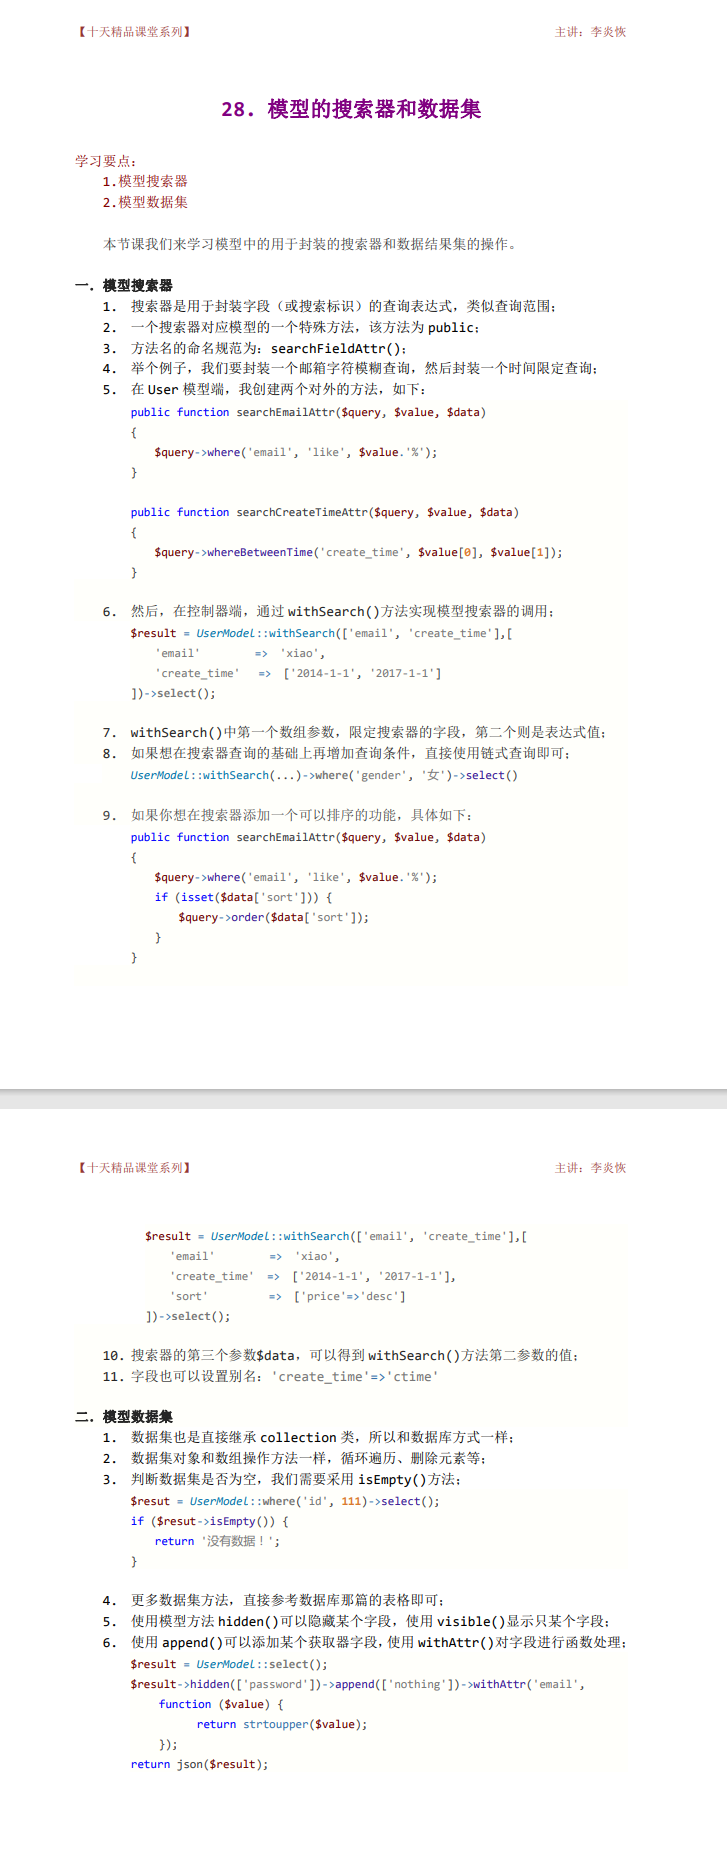 【十天精品课堂系列】 主讲：李炎恢
28. 模型的搜索器和数据集
学习要点：
1.模型搜索器
2.模型数据集
本节课我们来学习模型中的用于封装的搜索器和数据结果集的操作。
一．模型搜索器
1. 搜索器是用于封装字段（或搜索标识）的查询表达式，类似查询范围；
2. 一个搜索器对应模型的一个特殊方法，该方法为 public；
3. 方法名的命名规范为：searchFieldAttr()；
4. 举个例子，我们要封装一个邮箱字符模糊查询，然后封装一个时间限定查询；
5. 在 User 模型端，我创建两个对外的方法，如下：
public function searchEmailAttr($query, $value, $data)
{
$query->where('email', 'like', $value.'%');
}
public function searchCreateTimeAttr($query, $value, $data)
{
$query->whereBetweenTime('create_time', $value[0], $value[1]);
}
6. 然后，在控制器端，通过 withSearch()方法实现模型搜索器的调用；
$result = UserModel::withSearch(['email', 'create_time'],[
'email' => 'xiao',
'create_time' => ['2014-1-1', '2017-1-1']
])->select();
7. withSearch()中第一个数组参数，限定搜索器的字段，第二个则是表达式值；
8. 如果想在搜索器查询的基础上再增加查询条件，直接使用链式查询即可；
UserModel::withSearch(...)->where('gender', '女')->select()
9. 如果你想在搜索器添加一个可以排序的功能，具体如下：
public function searchEmailAttr($query, $value, $data)
{
$query->where('email', 'like', $value.'%');
if (isset($data['sort'])) {
$query->order($data['sort']);
}
}
【十天精品课堂系列】 主讲：李炎恢
$result = UserModel::withSearch(['email', 'create_time'],[
'email' => 'xiao',
'create_time' => ['2014-1-1', '2017-1-1'],
'sort' => ['price'=>'desc']
])->select();
10. 搜索器的第三个参数$data，可以得到 withSearch()方法第二参数的值；
11. 字段也可以设置别名：'create_time'=>'ctime'
二．模型数据集
1. 数据集也是直接继承 collection 类，所以和数据库方式一样；
2. 数据集对象和数组操作方法一样，循环遍历、删除元素等；
3. 判断数据集是否为空，我们需要采用 isEmpty()方法；
$resut = UserModel::where('id', 111)->select();
if ($resut->isEmpty()) {
return '没有数据！';
}
4. 更多数据集方法，直接参考数据库那篇的表格即可；
5. 使用模型方法 hidden()可以隐藏某个字段，使用 visible()显示只某个字段；
6. 使用 append()可以添加某个获取器字段，使用 withAttr()对字段进行函数处理；
$result = UserModel::select();
$result->hidden(['password'])->append(['nothing'])->withAttr('email',
function ($value) {
return strtoupper($value);
});
return json($result);